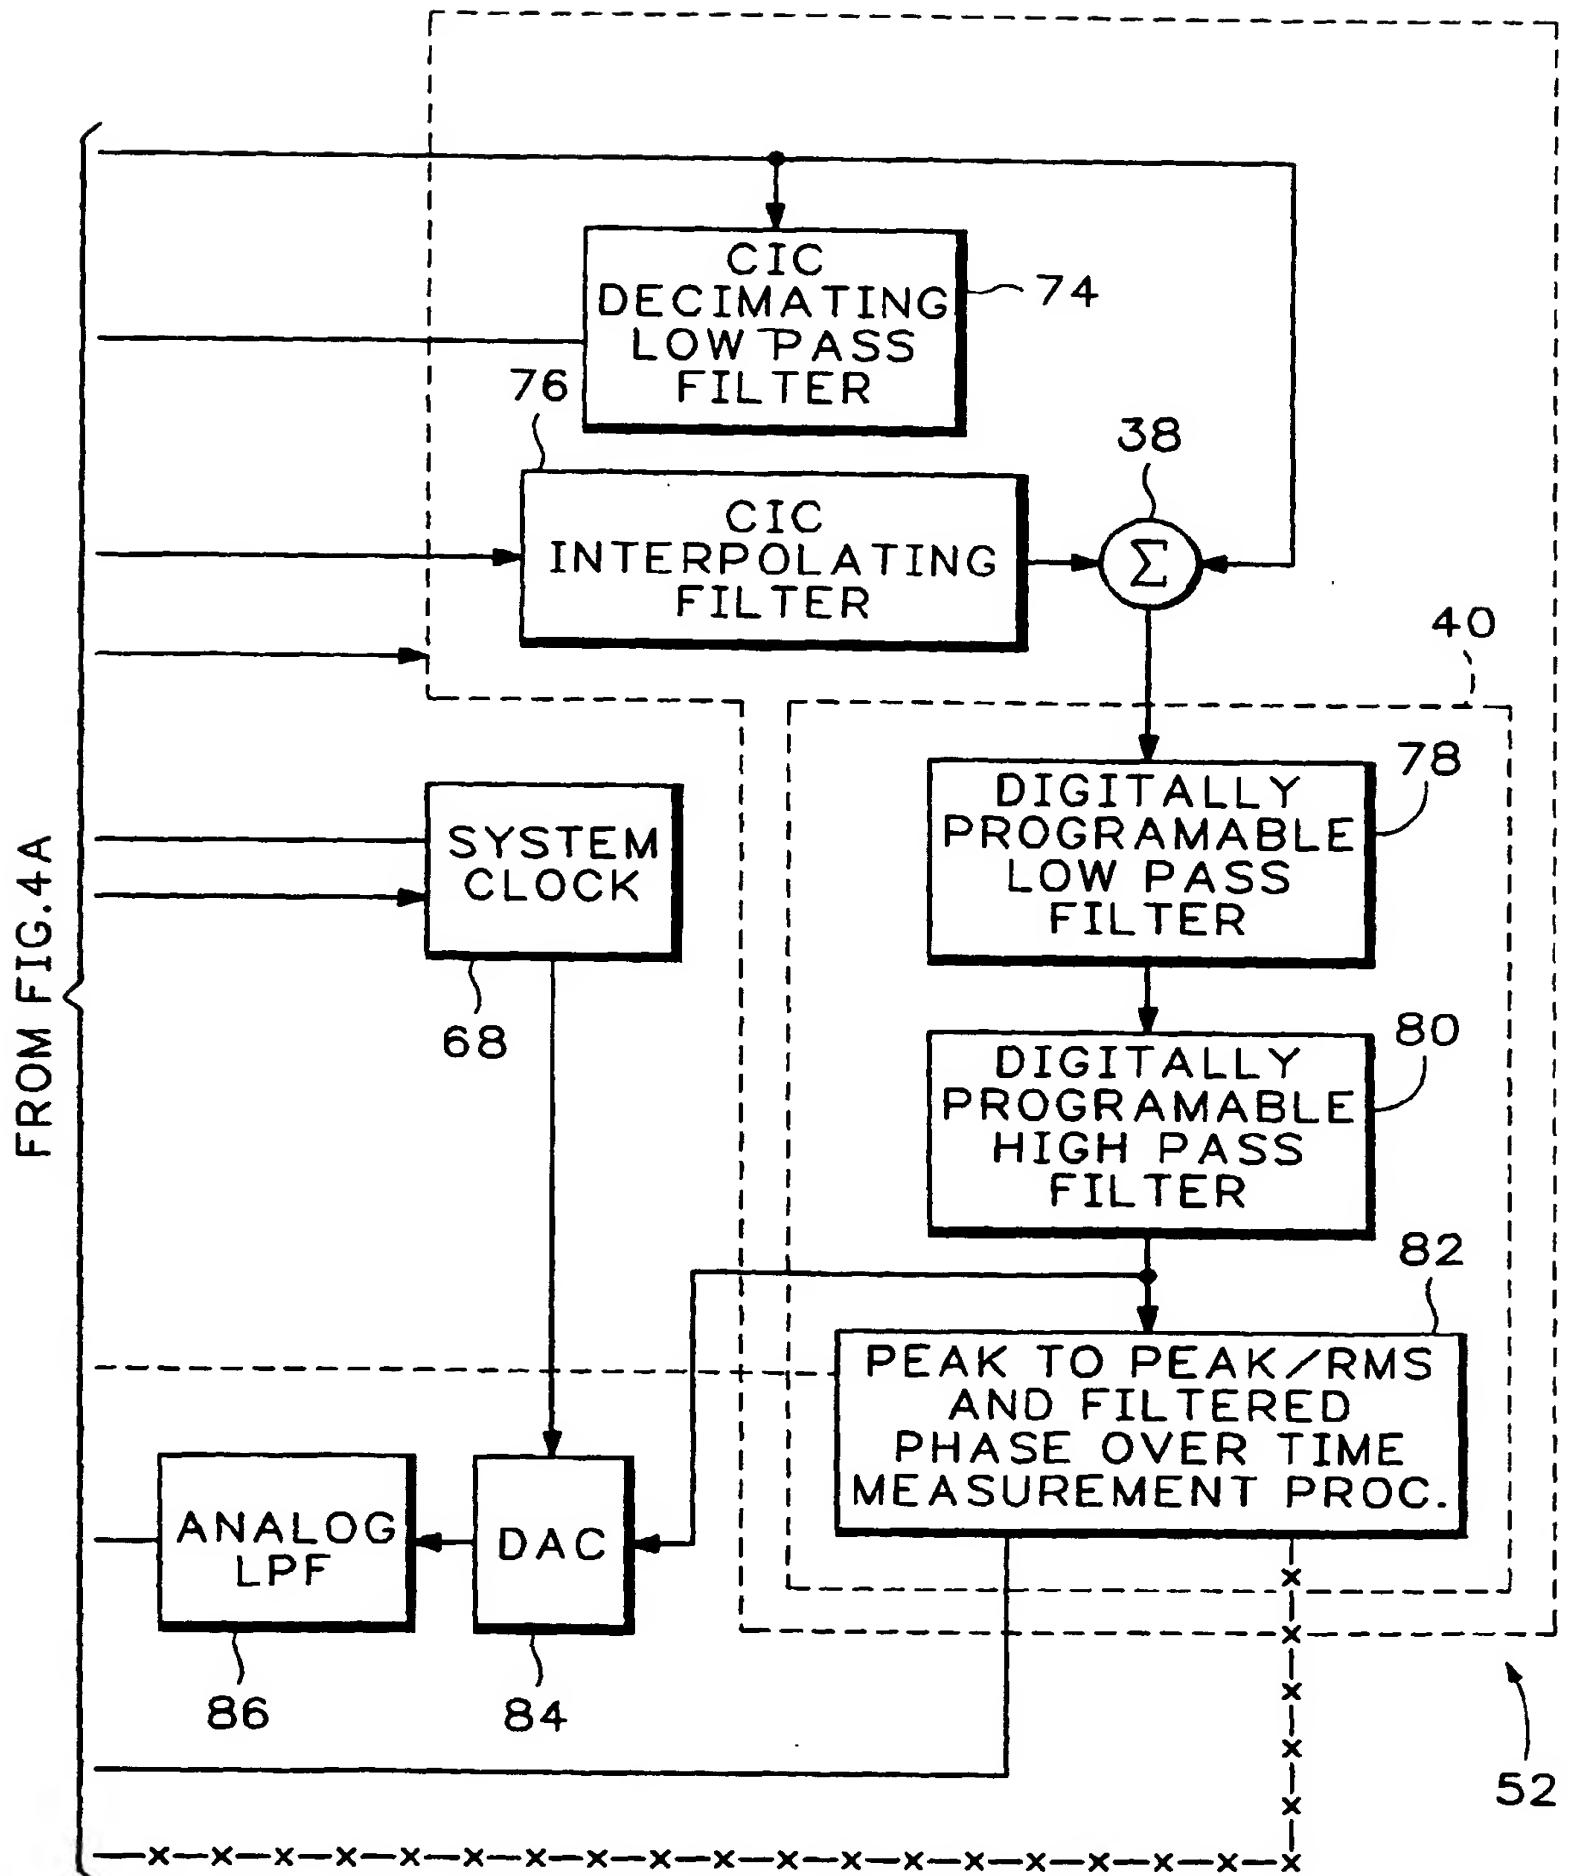 CIC
DECIMATING
LOW PASS
FILTER
74
76
CIC
INTERPOLATING
FILTER
38
Σ
40
DIGITALLY
PROGRAMABLE
LOW PASS
FILTER
78
SYSTEM
CLOCK
68
FROM FIG.4A
DIGITALLY
PROGRAMABLE
HIGH PASS
FILTER
80
82
PEAK TO PEAK/RMS
AND FILTERED
PHASE OVER TIME
MEASUREMENT PROC.
ANALOG
LPF
DAC
86
84
52